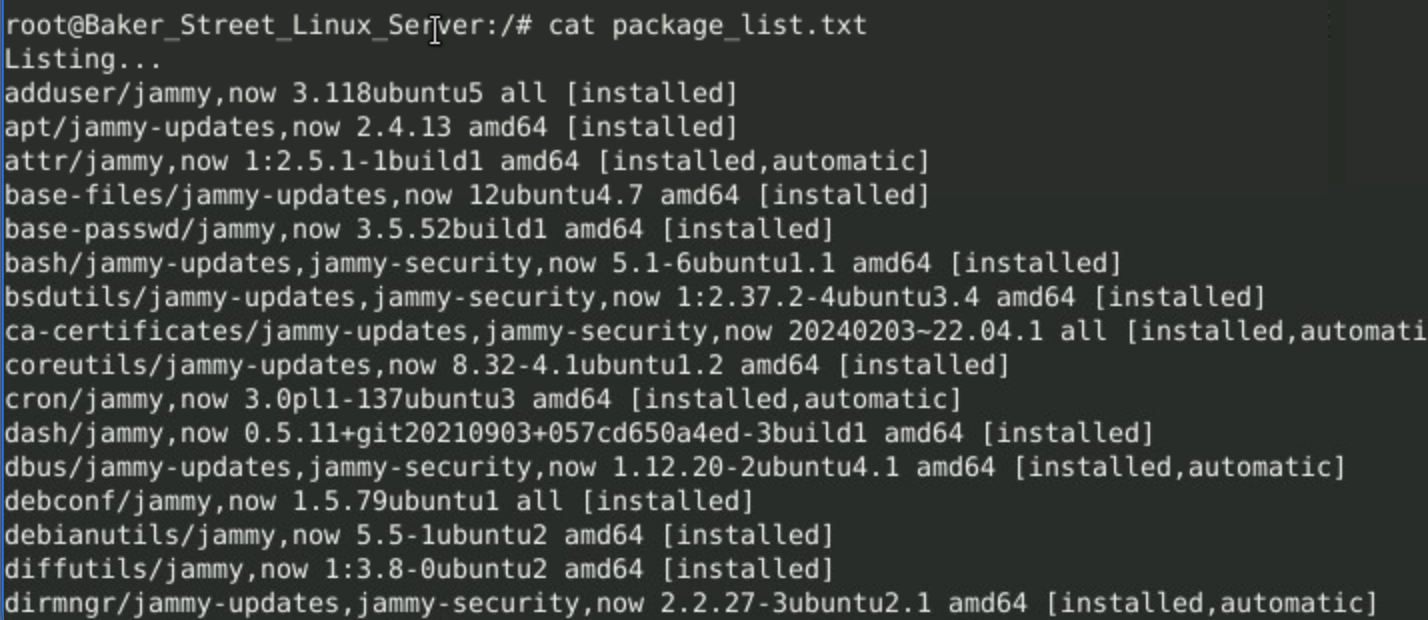 root@Baker_Street_Linux_Server:/# cat package_list.txt
Listing...
adduser/jammy,now 3.118ubuntu5 all [installed]
apt/jammy-updates,now 2.4.13 amd64 [installed]
attr/jammy,now 1:2.5.1-1build1 amd64 [installed,automatic]
base-files/jammy-updates,now 12ubuntu4.7 amd64 [installed]
base-passwd/jammy,now 3.5.52build1 amd64 [installed]
bash/jammy-updates,jammy-security,now 5.1-6ubuntu1.1 amd64 [installed]
bsdutils/jammy-updates,jammy-security,now 1:2.37.2-4ubuntu3.4 amd64 [installed]
ca-certificates/jammy-updates,jammy-security,now 20240203~22.04.1 all [installed,automati
coreutils/jammy-updates,now 8.32-4.1ubuntu1.2 amd64 [installed]
cron/jammy,now 3.0pl1-137ubuntu3 amd64 [installed,automatic]
dash/jammy,now 0.5.11+git20210903+057cd650a4ed-3build1 amd64 [installed]
dbus/jammy-updates,jammy-security,now 1.12.20-2ubuntu4.1 amd64 [installed,automatic]
debconf/jammy,now 1.5.79ubuntu1 all [installed]
debianutils/jammy,now 5.5-1ubuntu2 amd64 [installed]
diffutils/jammy,now 1:3.8-0ubuntu2 amd64 [installed]
dirmngr/jammy-updates,jammy-security,now 2.2.27-3ubuntu2.1 amd64 [installed,automatic]